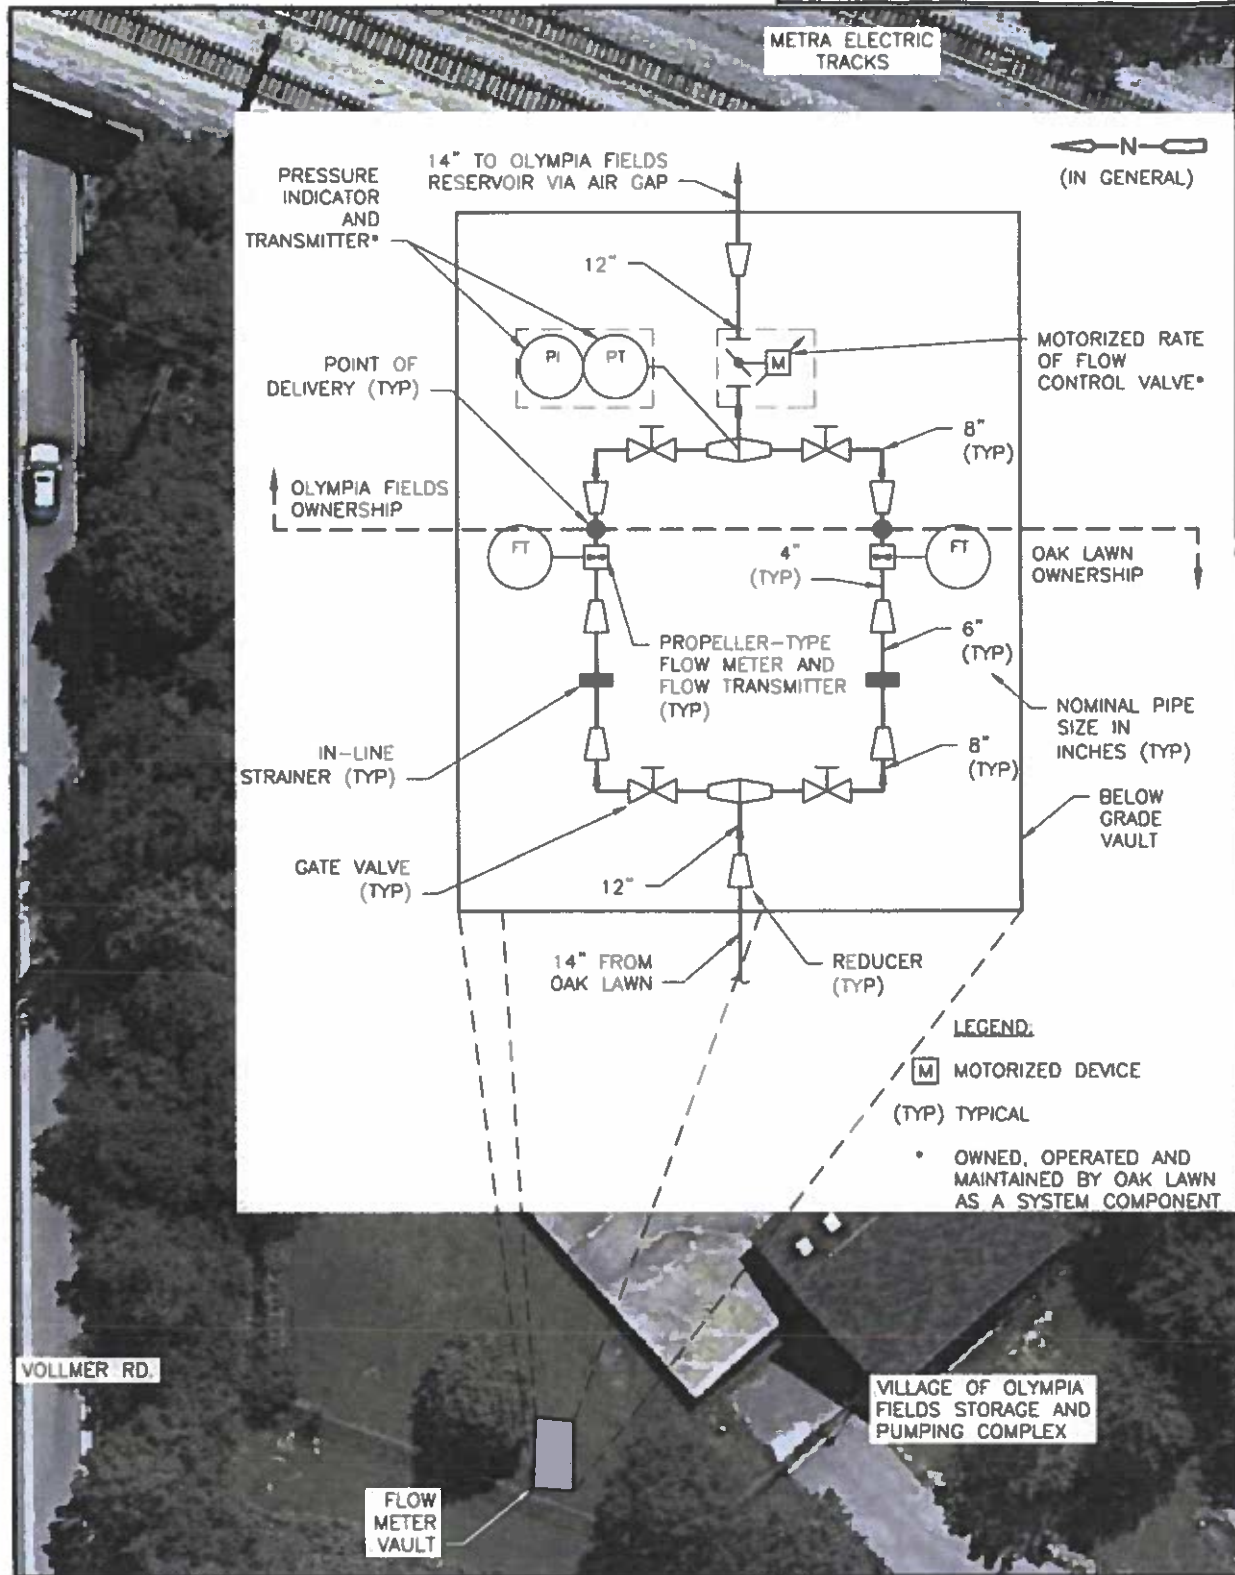 METRA ELECTRIC
TRACKS
N
(IN GENERAL)
14" TO OLYMPIA FIELDS
RESERVOIR VIA AIR GAP
PRESSURE
INDICATOR
AND
TRANSMITTER*
12"
PI
PT
M
MOTORIZED RATE
OF FLOW
CONTROL VALVE*
POINT OF
DELIVERY (TYP)
8"
(TYP)
OLYMPIA FIELDS
OWNERSHIP
FT
4"
(TYP)
FT
OAK LAWN
OWNERSHIP
6"
(TYP)
PROPELLER-TYPE
FLOW METER AND
FLOW TRANSMITTER
(TYP)
NOMINAL PIPE
SIZE IN
INCHES (TYP)
IN-LINE
STRAINER (TYP)
8"
(TYP)
BELOW
GRADE
VAULT
GATE VALVE
(TYP)
12"
14" FROM
OAK LAWN
REDUCER
(TYP)
LEGEND:
M MOTORIZED DEVICE
(TYP) TYPICAL
* OWNED, OPERATED AND
MAINTAINED BY OAK LAWN
AS A SYSTEM COMPONENT
VOLLMER RD.
VILLAGE OF OLYMPIA
FIELDS STORAGE AND
PUMPING COMPLEX
FLOW
METER
VAULT